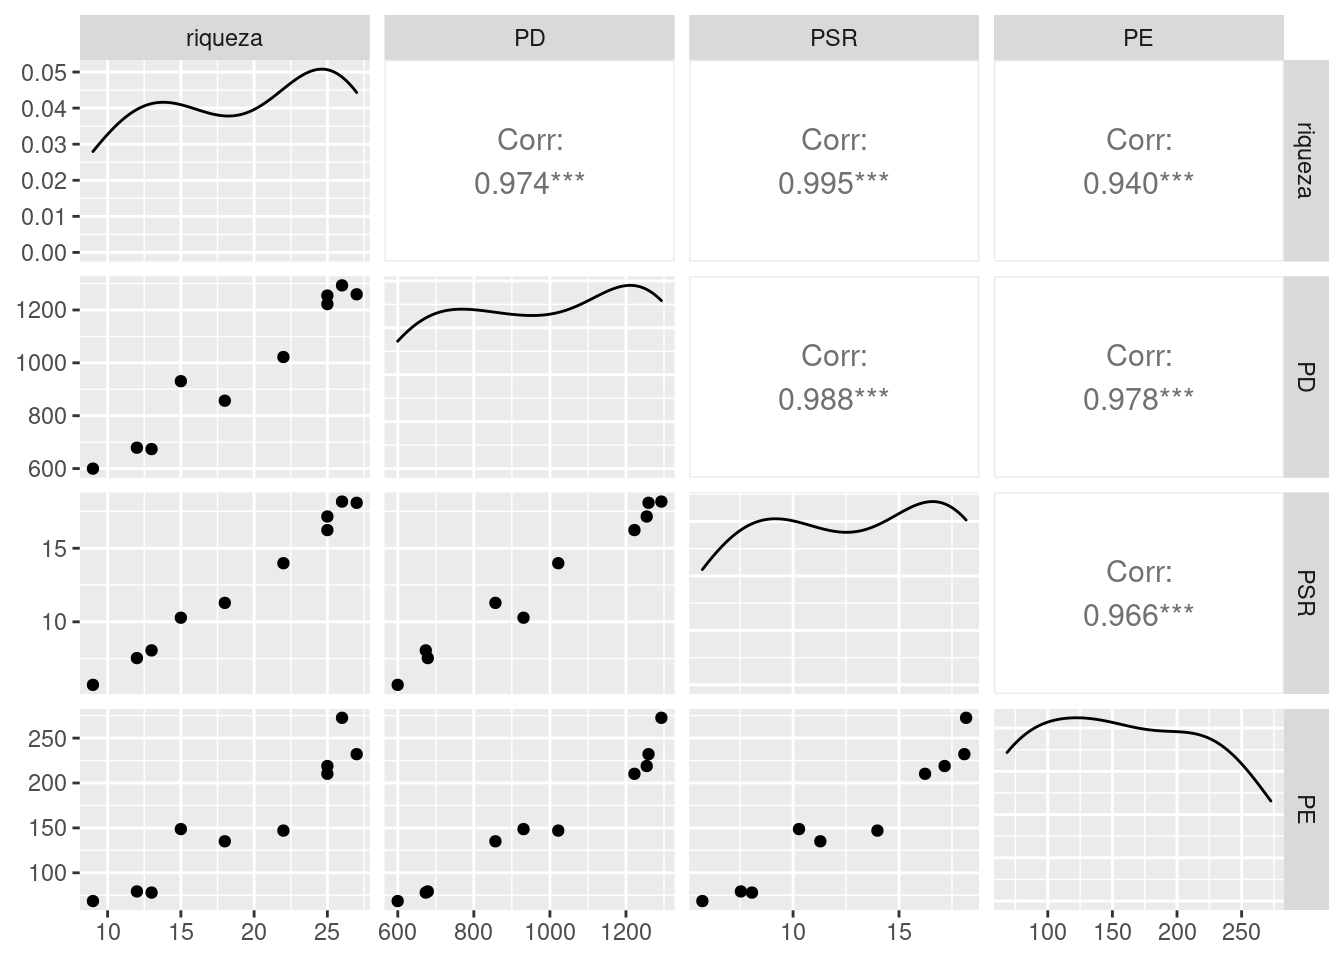 riqueza PD PSR PE
0.05
0.04
0.03
0.02
0.01
0.00
Corr:
0.974***
Corr:
0.995***
Corr:
0.940***
riqueza
1200
1000
800
600
Corr:
0.988***
Corr:
0.978***
PD
15
10
Corr:
0.966***
PSR
250
200
150
100
PE
10 15 20 25 600 800 1000 1200 10 15 100 150 200 250